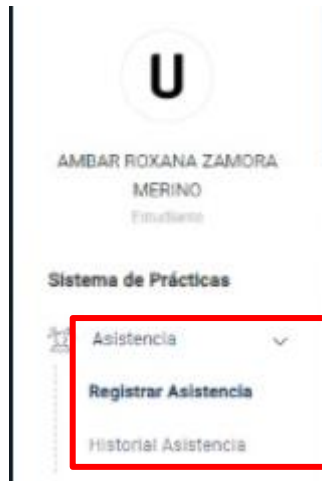 U
AMBAR ROXANA ZAMORA
MERINO
Estudiante
Sistema de Prácticas
Asistencia
Registrar Asistencia
Historial Asistencia